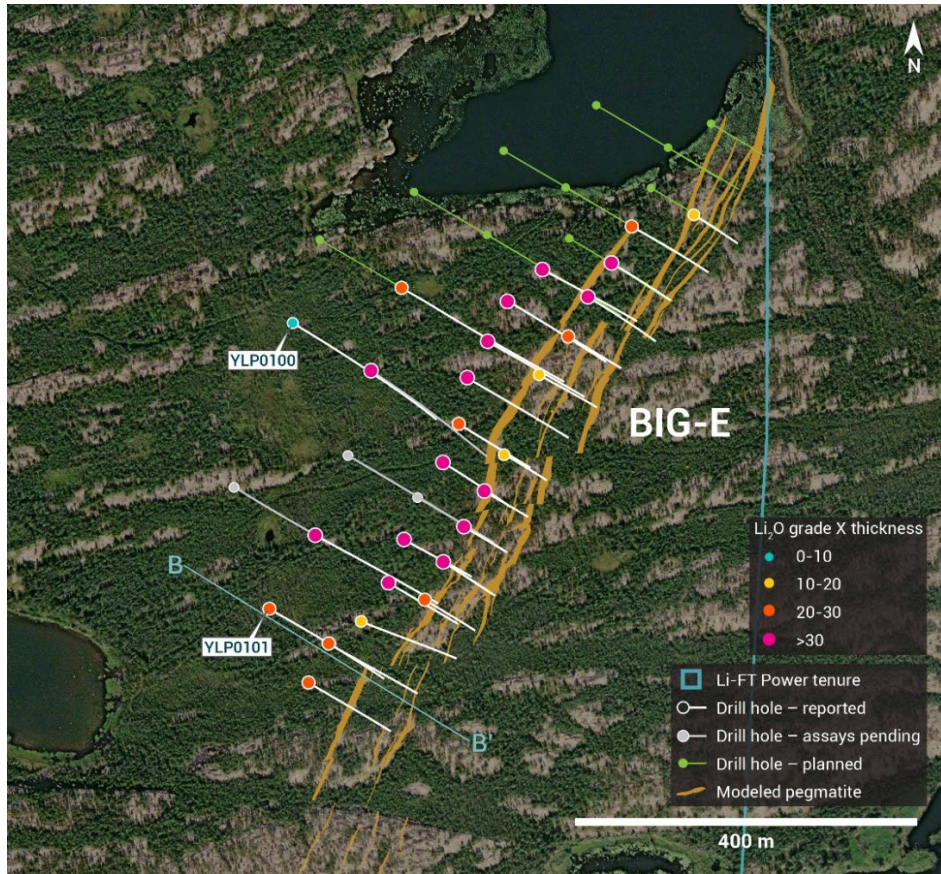 N
YLP0100
BIG-E
B
YLP0101
B'
Li₂O grade X thickness
0-10
10-20
20-30
>30
Li-FT Power tenure
Drill hole – reported
Drill hole – assays pending
Drill hole – planned
Modeled pegmatite
400 m